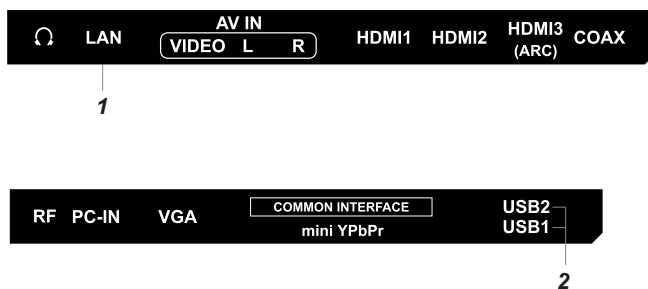 LAN
AV IN
VIDEO L R
HDMI1 HDMI2 HDMI3
(ARC)
COAX
1
RF PC-IN VGA
COMMON INTERFACE
mini YPbPr
USB2
USB1
2